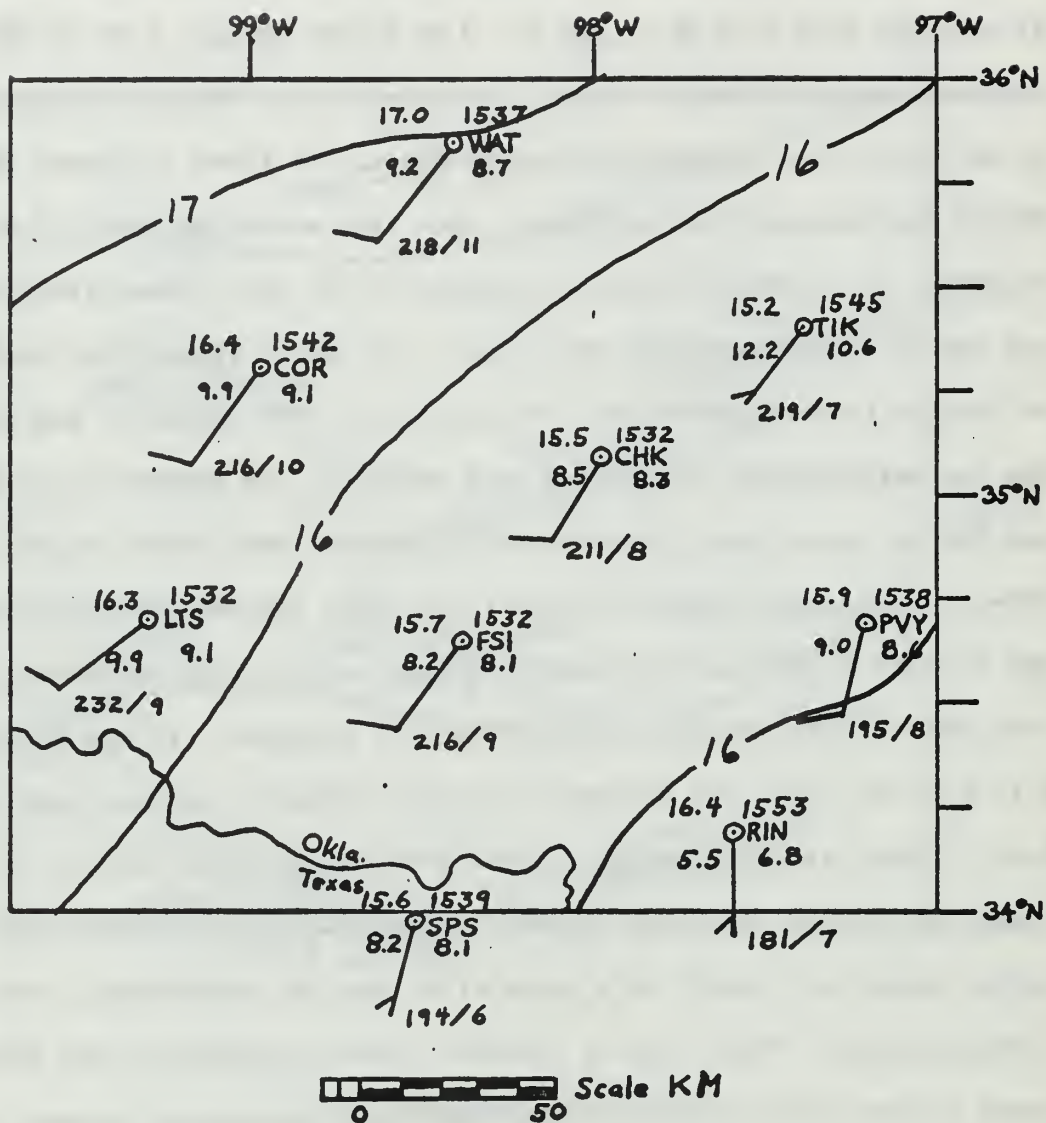 99°W 98°W 97°W
36°N
17.0 1537
WAT
9.2 8.7
218/11
17
16
15.2 1545
TIK
12.2 10.6
219/7
16.4 1542
COR
9.9 9.1
216/10
15.5 1532
CHK
8.5 8.3
211/8
35°N
16
16.3 1532
LTS
9.9 9.1
232/9
15.7 1532
FSI
8.2 8.1
216/9
15.9 1538
PVY
9.0 8.6
195/8
16
16.4 1553
RIN
5.5 6.8
181/7
Okla.
Texas
34°N
15.6 1539
SPS
8.2 8.1
194/6
Scale KM
0 50